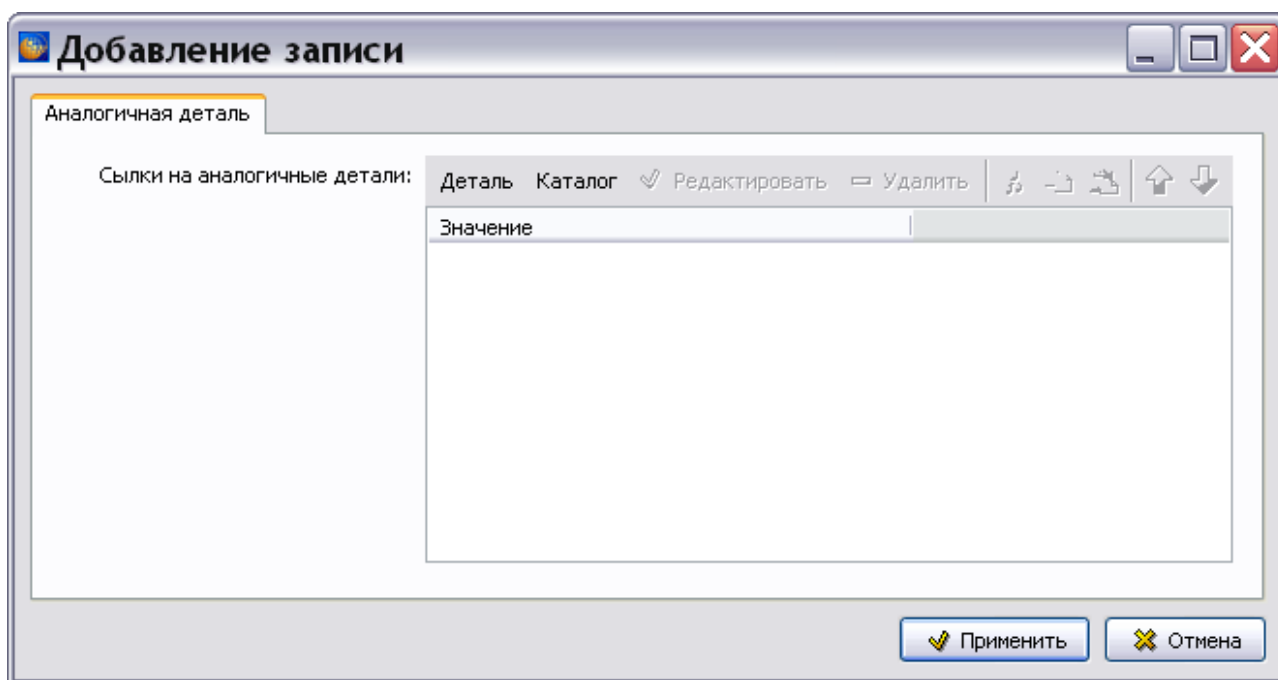 Добавление записи
Аналогичная деталь
Сылки на аналогичные детали:
Деталь Каталог Редактировать Удалить
Значение
Применить Отмена